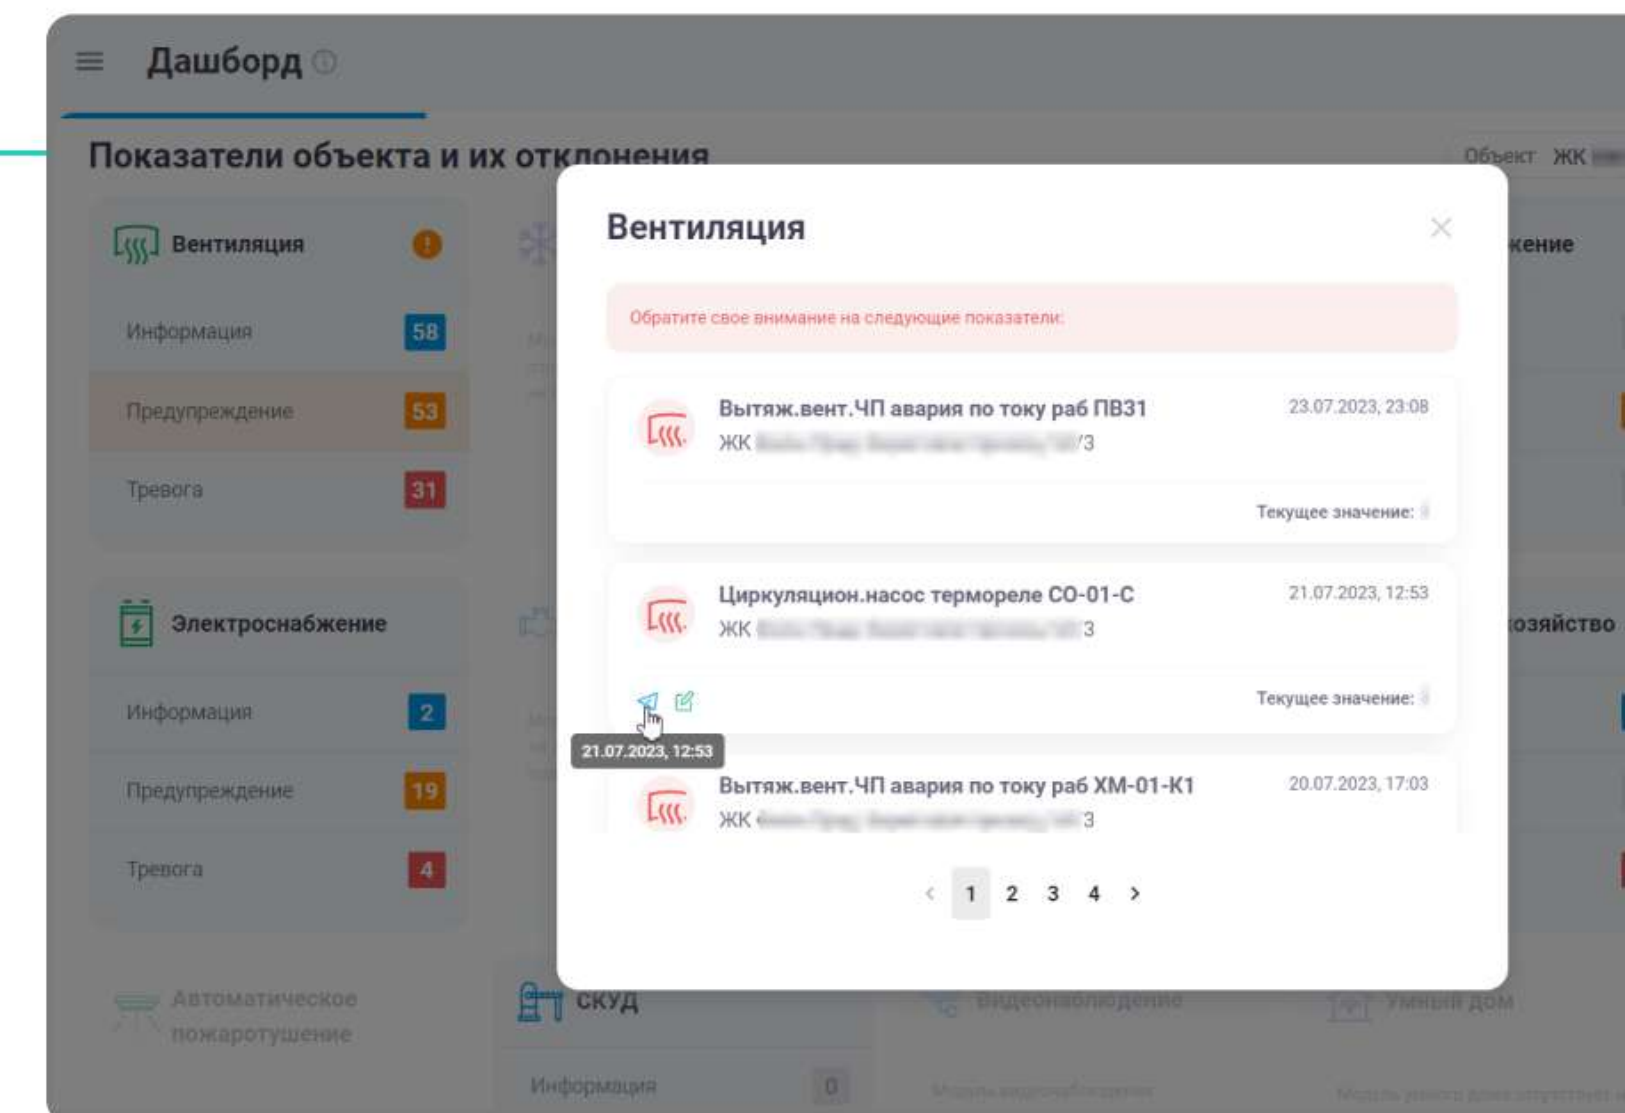 Дашборд
Показатели объекта и их отклонения
Объект ЖК
Вентиляция
Информация 58
Предупреждение 53
Тревога 31
Электроснабжение
Информация 2
Предупреждение 19
Тревога 4
Автоматическое
пожаротушение
Вентиляция
Обратите свое внимание на следующие показатели:
Вытяж.вент.ЧП авария по току раб ПВ31 23.07.2023, 23:08
ЖК /3
Текущее значение:
Циркуляцион.насос термореле СО-01-С 21.07.2023, 12:53
ЖК 3
Текущее значение:
21.07.2023, 12:53
Вытяж.вент.ЧП авария по току раб ХМ-01-К1 20.07.2023, 17:03
ЖК 3
1 2 3 4
жение
озяйство
СКУД
Информация 0
Видеонаблюдение
Умный дом